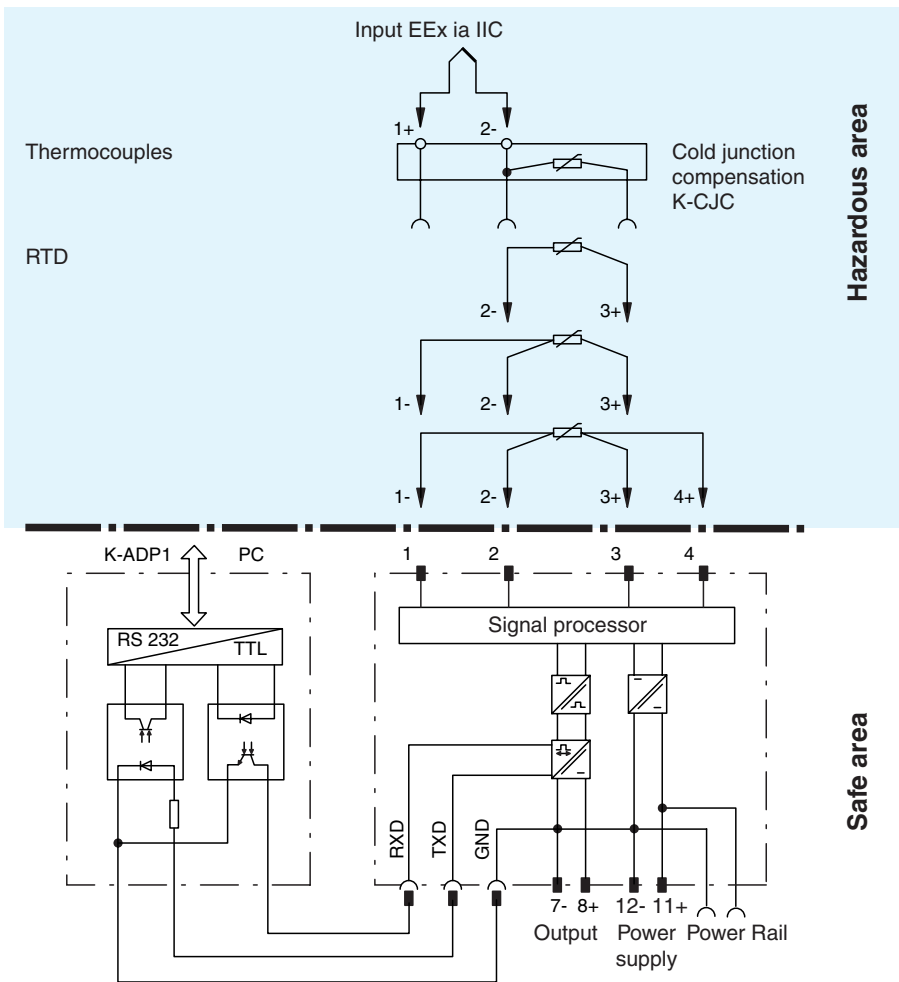 Input EEx ia IIC
1+ 2-
Thermocouples
Cold junction
compensation
K-CJC
Hazardous area
RTD
2- 3+
1- 2- 3+
1- 2- 3+ 4+
K-ADP1 PC
1 2 3 4
RS 232
TTL
Signal processor
Safe area
RXD
TXD
GND
7- 8+ 12- 11+
Output
Power
supply
Power Rail